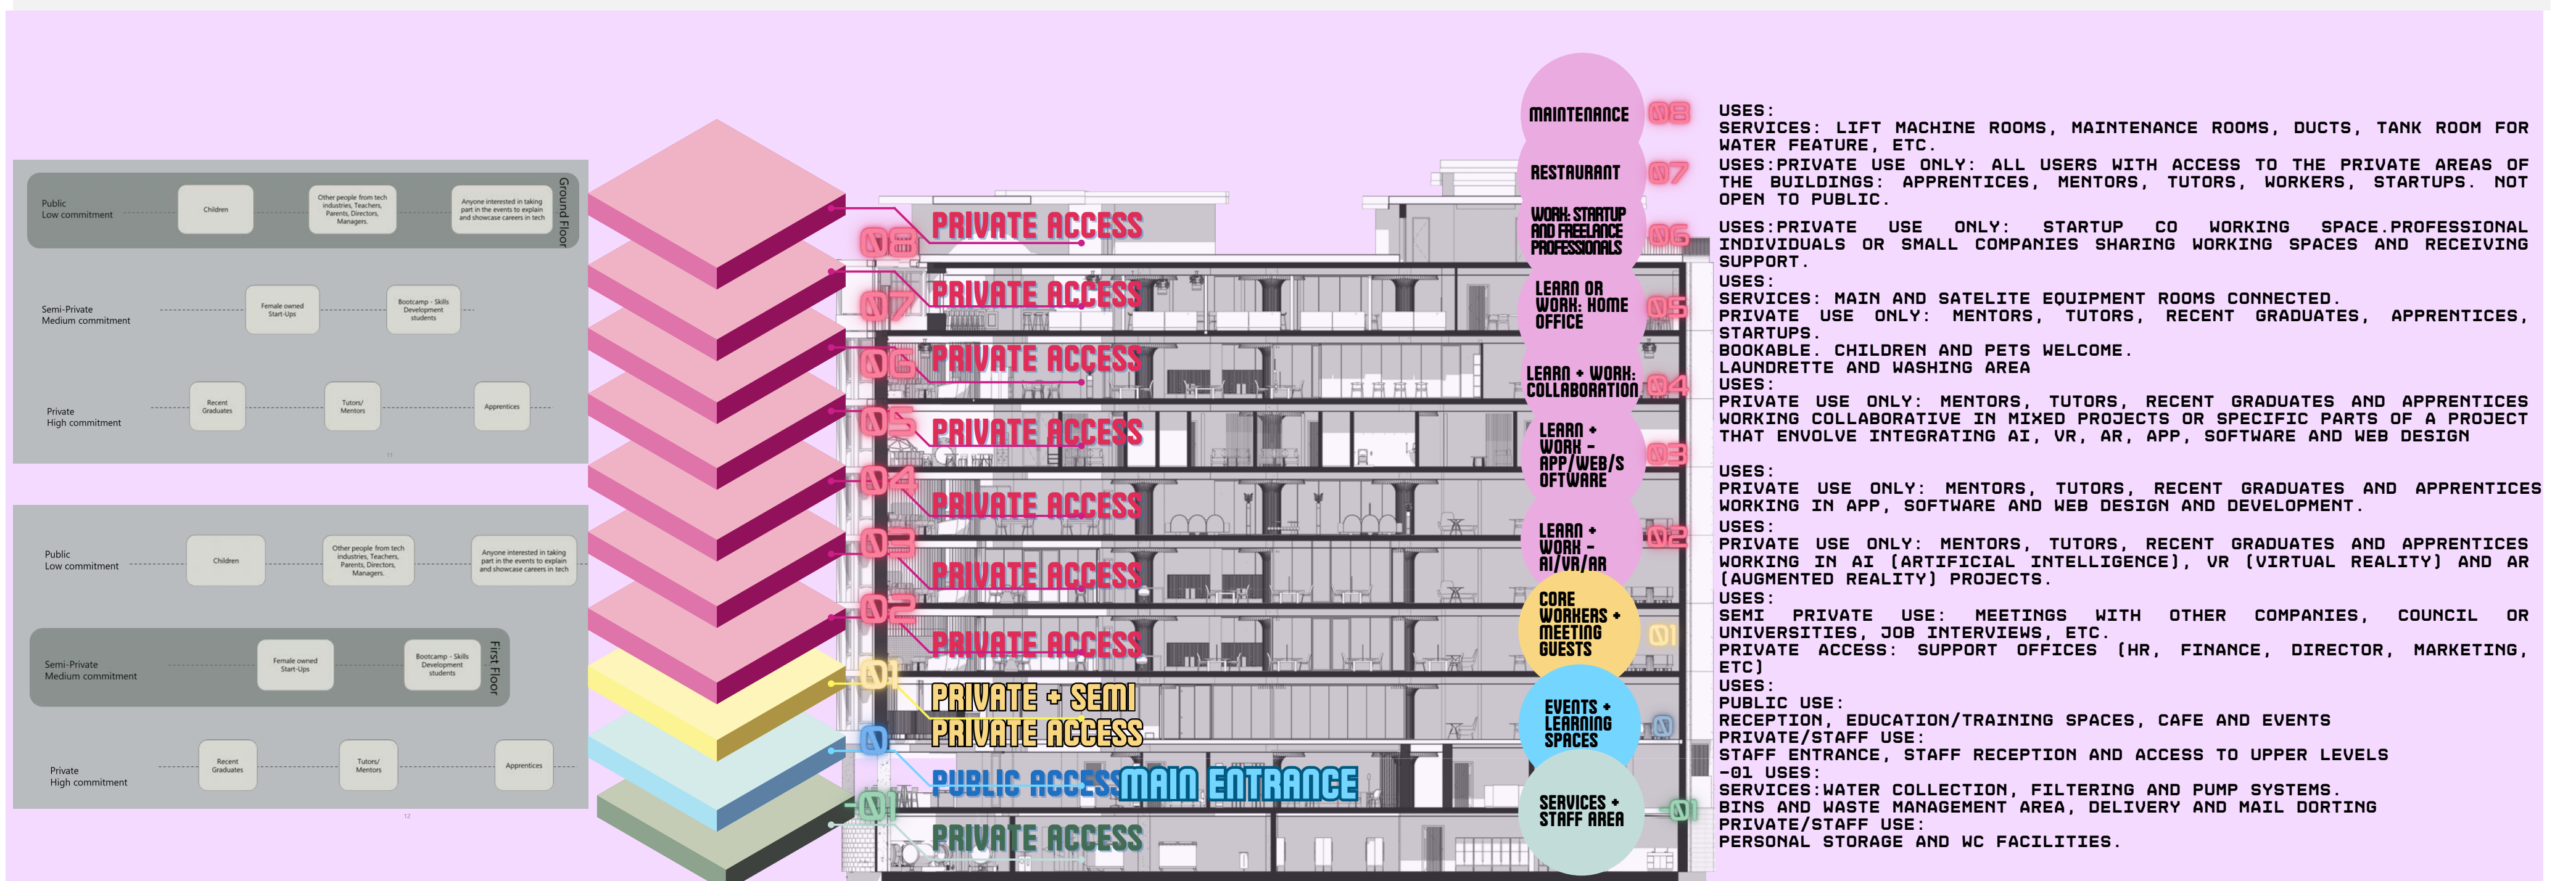 Public
Low commitment
Children
Other people from tech
industries, Teachers,
Parents, Directors,
Managers.
Anyone interested in taking
part in the events to explain
and showcase careers in tech
Ground Floor
Semi-Private
Medium commitment
Female owned
Start-Ups
Bootcamp - Skills
Development
students
Private
High commitment
Recent
Graduates
Tutors/
Mentors
Apprentices
11
Public
Low commitment
Children
Other people from tech
industries, Teachers,
Parents, Directors,
Managers.
Anyone interested in taking
part in the events to explain
and showcase careers in tech
Semi-Private
Medium commitment
Female owned
Start-Ups
Bootcamp - Skills
Development
students
First Floor
Private
High commitment
Recent
Graduates
Tutors/
Mentors
Apprentices
12
08
PRIVATE ACCESS
07
PRIVATE ACCESS
06
PRIVATE ACCESS
05
PRIVATE ACCESS
04
PRIVATE ACCESS
03
PRIVATE ACCESS
02
PRIVATE ACCESS
01
PRIVATE + SEMI
PRIVATE ACCESS
0
PUBLIC ACCESS
MAIN ENTRANCE
-01
PRIVATE ACCESS
MAINTENANCE
08
RESTAURANT
07
WORK: STARTUP
AND FREELANCE
PROFESSIONALS
06
LEARN OR
WORK: HOME
OFFICE
05
LEARN + WORK:
COLLABORATION
04
LEARN +
WORK -
APP/WEB/S
OFTWARE
03
LEARN +
WORK -
AI/VR/AR
02
CORE
WORKERS +
MEETING
GUESTS
01
EVENTS +
LEARNING
SPACES
0
SERVICES +
STAFF AREA
-01
USES:
SERVICES: LIFT MACHINE ROOMS, MAINTENANCE ROOMS, DUCTS, TANK ROOM FOR
WATER FEATURE, ETC.
USES:PRIVATE USE ONLY: ALL USERS WITH ACCESS TO THE PRIVATE AREAS OF
THE BUILDINGS: APPRENTICES, MENTORS, TUTORS, WORKERS, STARTUPS. NOT
OPEN TO PUBLIC.
USES:PRIVATE USE ONLY: STARTUP CO WORKING SPACE.PROFESSIONAL
INDIVIDUALS OR SMALL COMPANIES SHARING WORKING SPACES AND RECEIVING
SUPPORT.
USES:
SERVICES: MAIN AND SATELITE EQUIPMENT ROOMS CONNECTED.
PRIVATE USE ONLY: MENTORS, TUTORS, RECENT GRADUATES, APPRENTICES,
STARTUPS.
BOOKABLE. CHILDREN AND PETS WELCOME.
LAUNDRETTE AND WASHING AREA
USES:
PRIVATE USE ONLY: MENTORS, TUTORS, RECENT GRADUATES AND APPRENTICES
WORKING COLLABORATIVE IN MIXED PROJECTS OR SPECIFIC PARTS OF A PROJECT
THAT ENVOLVE INTEGRATING AI, VR, AR, APP, SOFTWARE AND WEB DESIGN
USES:
PRIVATE USE ONLY: MENTORS, TUTORS, RECENT GRADUATES AND APPRENTICES
WORKING IN APP, SOFTWARE AND WEB DESIGN AND DEVELOPMENT.
USES:
PRIVATE USE ONLY: MENTORS, TUTORS, RECENT GRADUATES AND APPRENTICES
WORKING IN AI (ARTIFICIAL INTELLIGENCE), VR (VIRTUAL REALITY) AND AR
(AUGMENTED REALITY) PROJECTS.
USES:
SEMI PRIVATE USE: MEETINGS WITH OTHER COMPANIES, COUNCIL OR
UNIVERSITIES, JOB INTERVIEWS, ETC.
PRIVATE ACCESS: SUPPORT OFFICES (HR, FINANCE, DIRECTOR, MARKETING,
ETC)
USES:
PUBLIC USE:
RECEPTION, EDUCATION/TRAINING SPACES, CAFE AND EVENTS
PRIVATE/STAFF USE:
STAFF ENTRANCE, STAFF RECEPTION AND ACCESS TO UPPER LEVELS
-01 USES:
SERVICES:WATER COLLECTION, FILTERING AND PUMP SYSTEMS.
BINS AND WASTE MANAGEMENT AREA, DELIVERY AND MAIL DORTING
PRIVATE/STAFF USE:
PERSONAL STORAGE AND WC FACILITIES.